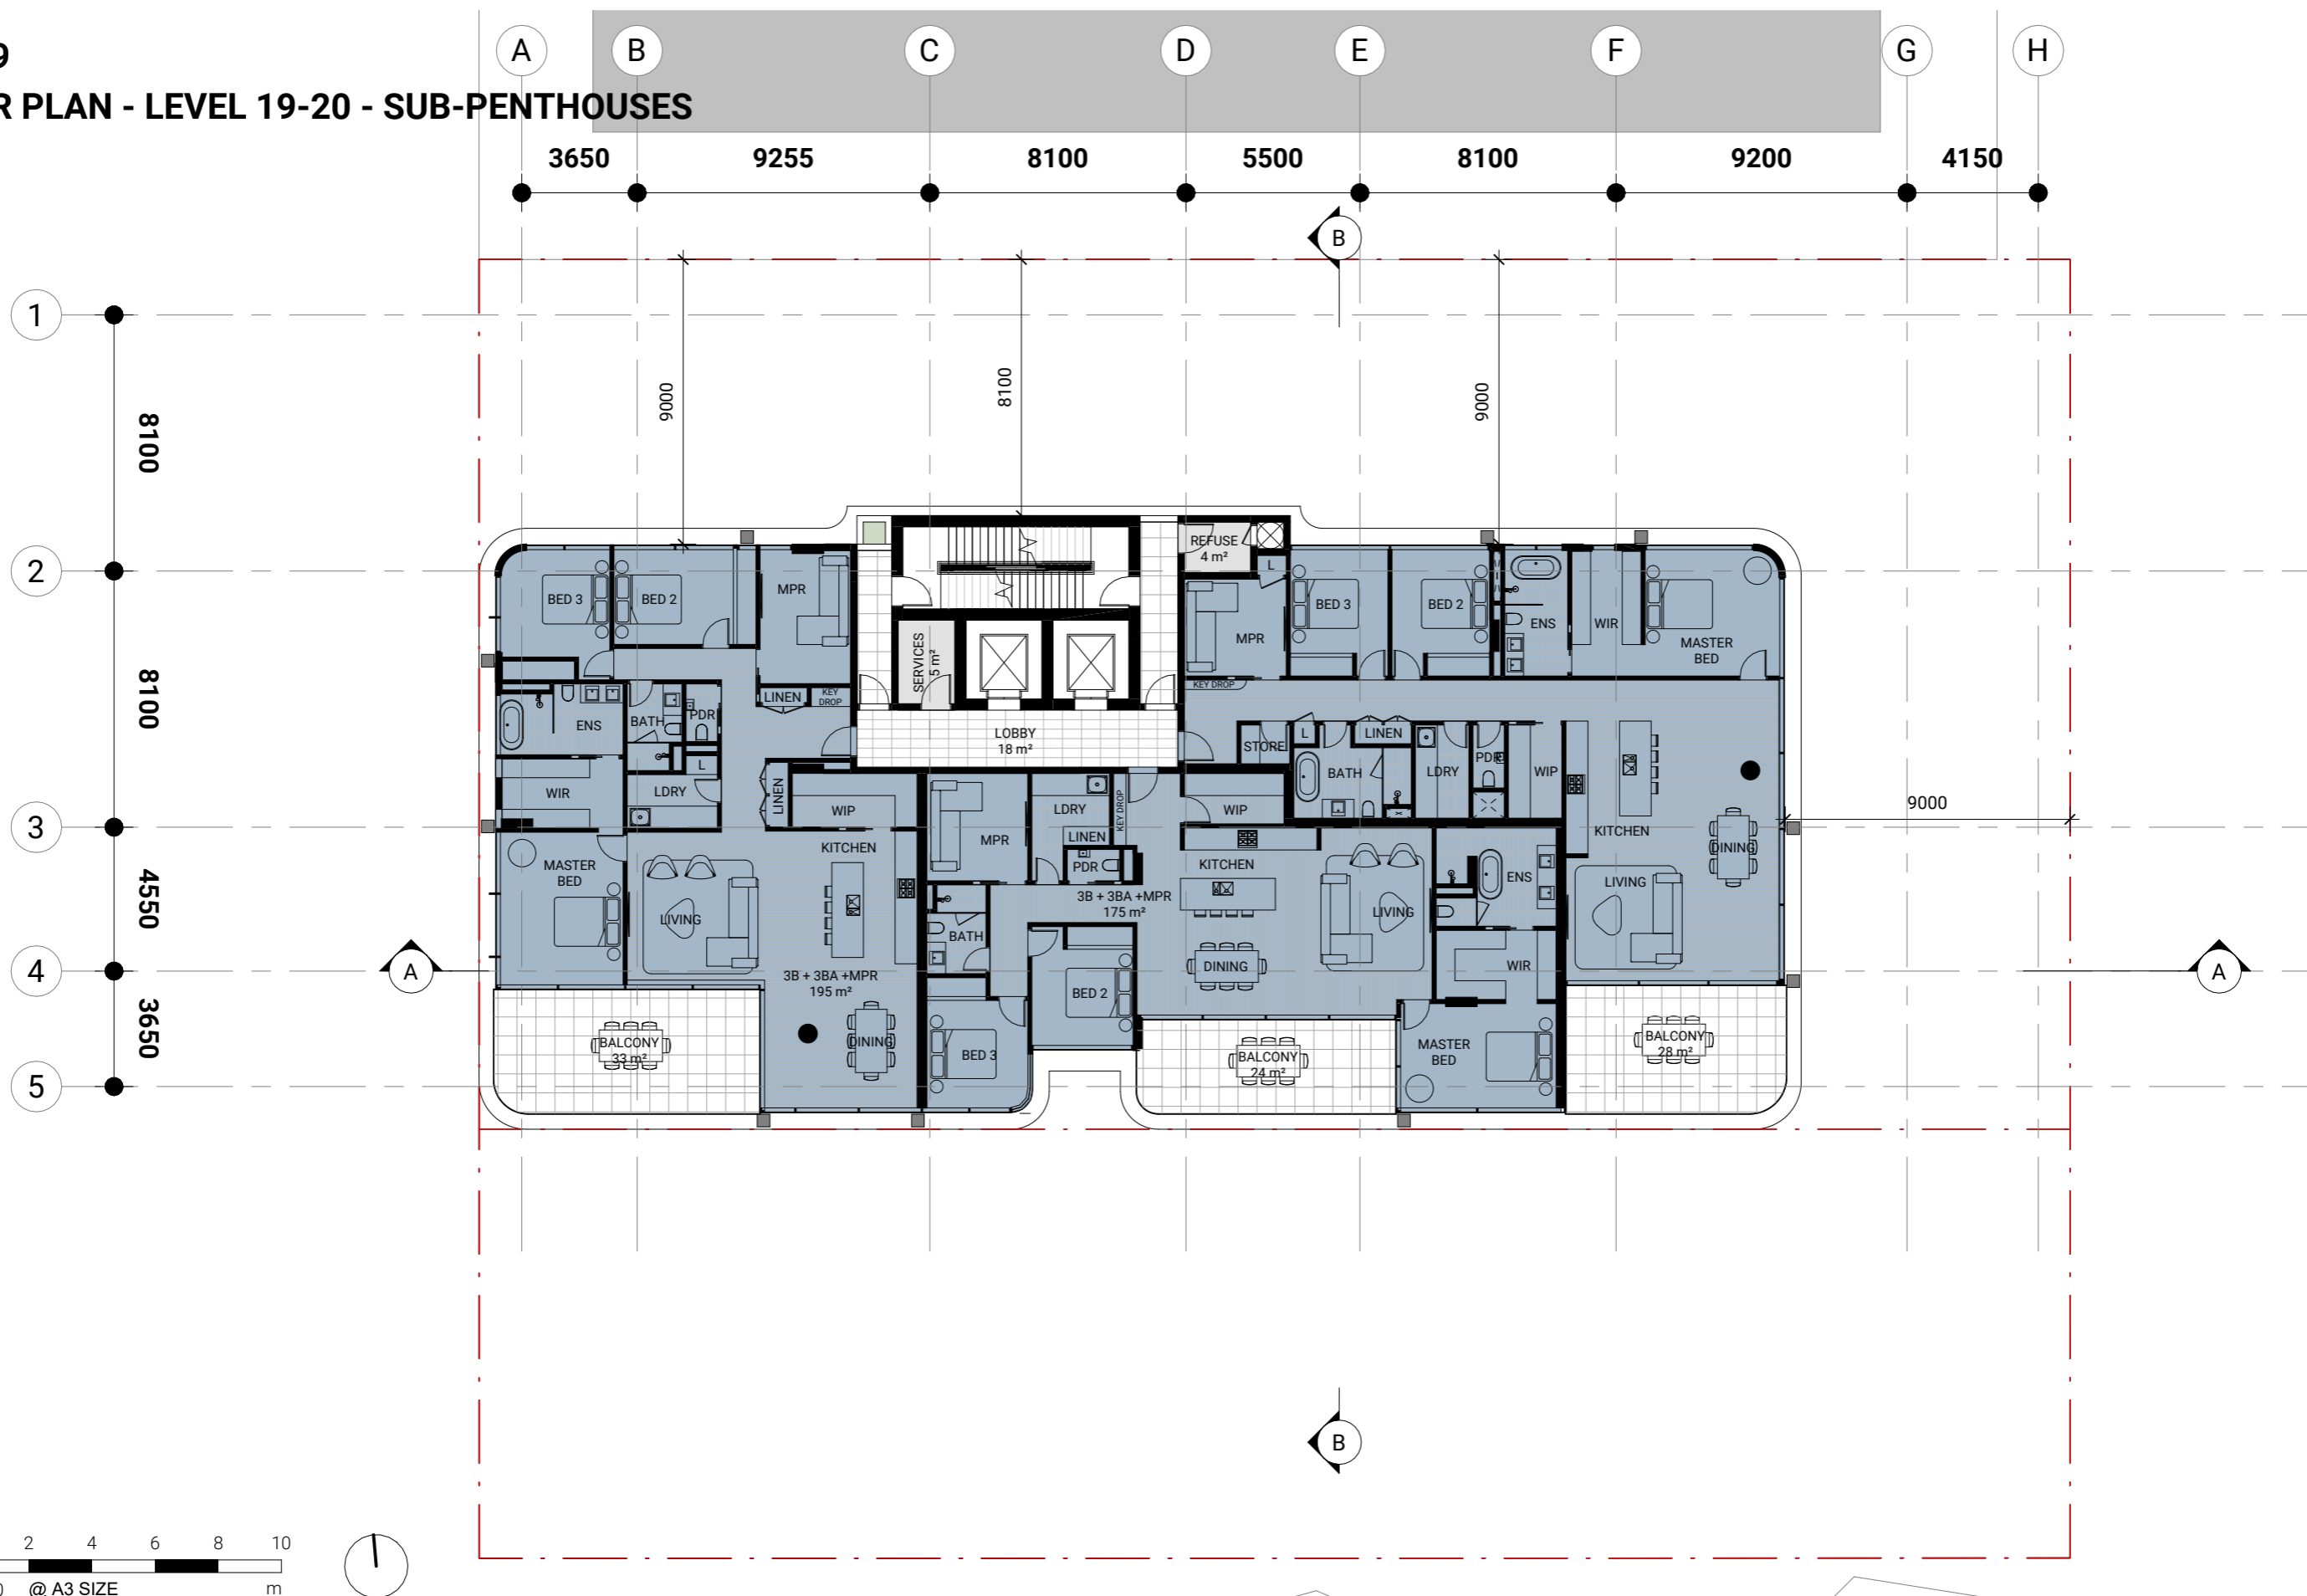 9
R PLAN - LEVEL 19-20 - SUB-PENTHOUSES
A B C D E F G H
3650 9255 8100 5500 8100 9200 4150
B
1
9000 8100 9000
8100
2
REFUSE
4 m²
L
BED 3 BED 2 MPR
MPR BED 3 BED 2 ENS WIR MASTER
BED
SERVICES
5 m²
8100
KEY DROP
LINEN KEY
DROP
ENS BATH PDR
LOBBY
18 m²
STORE L LINEN
L
BATH LDRY PDR WIP
WIR LDRY LINEN WIP
MPR LDRY KEY DROP WIP
LINEN
9000
3
KITCHEN
KITCHEN
DINING
MASTER
BED
PDR KITCHEN
ENS LIVING
4550
3B + 3BA +MPR
175 m²
LIVING
LIVING
BATH
4
A
DINING WIR
A
3B + 3BA +MPR
195 m²
BED 2
3650
BALCONY
33 m²
DINING
BED 3
BALCONY
24 m²
MASTER
BED
BALCONY
28 m²
5
B
2 4 6 8 10
0 @ A3 SIZE m